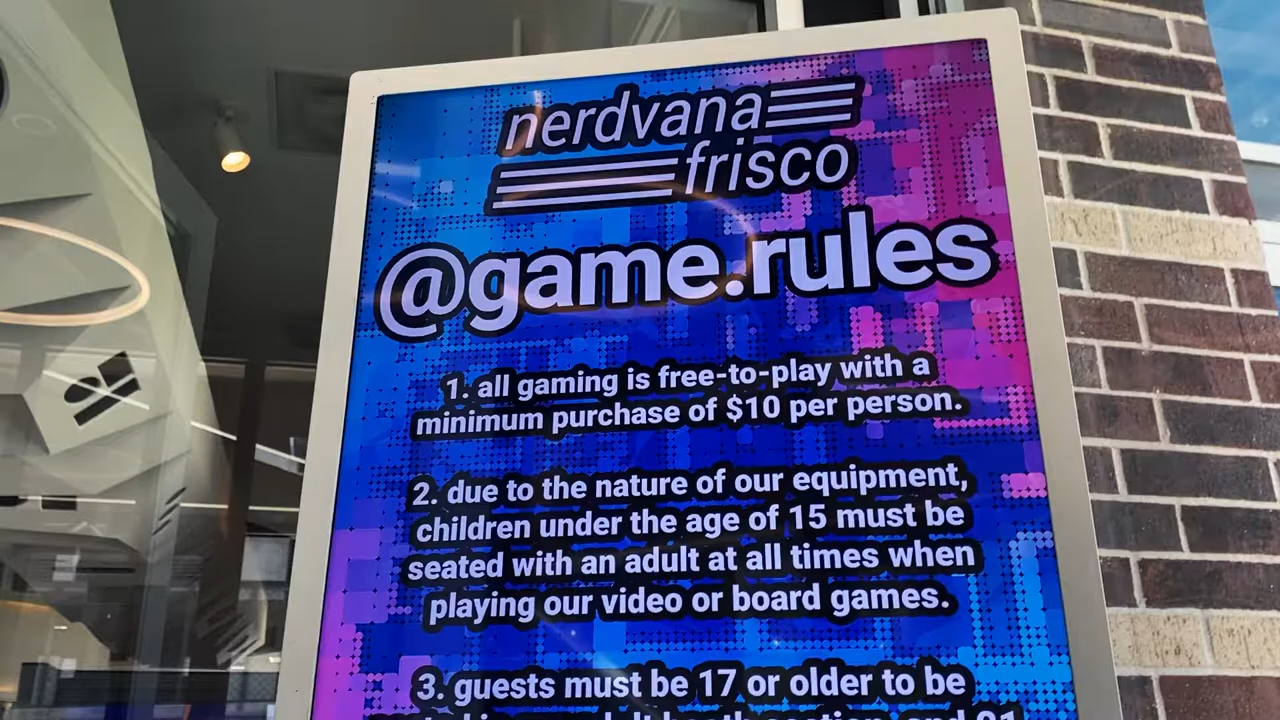 nerdvana
frisco
@game.rules
1. all gaming is free-to-play with a
minimum purchase of $10 per person.
2. due to the nature of our equipment,
children under the age of 15 must be
seated with an adult at all times when
playing our video or board games.
3. guests must be 17 or older to be